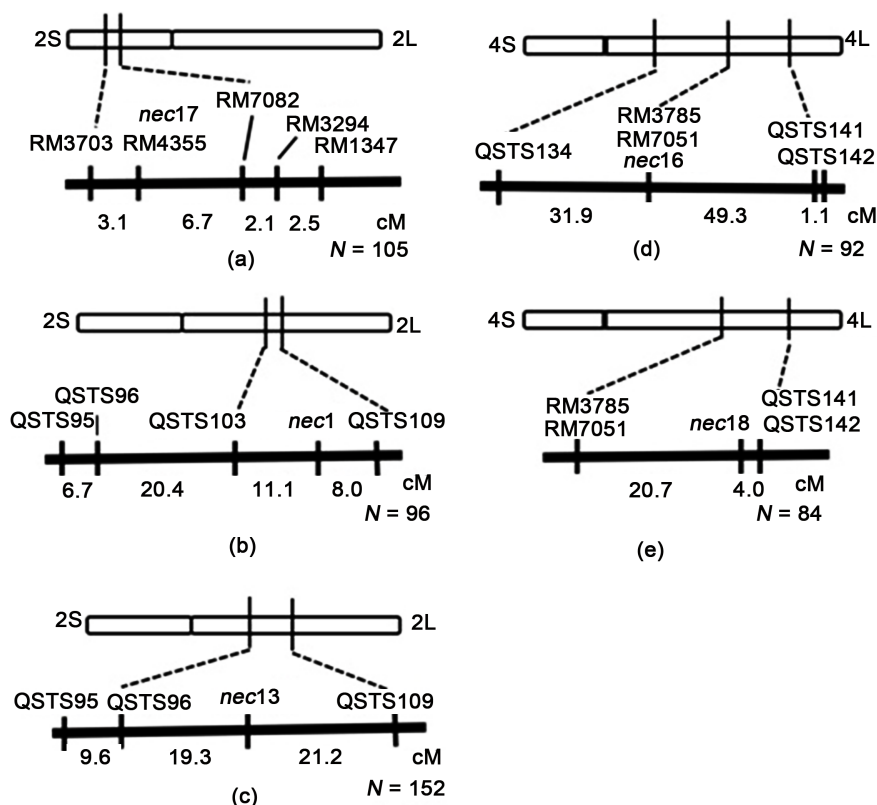 2S 2L
RM7082
nec17
RM3294
RM3703 RM4355
RM1347
3.1 6.7 2.1 2.5 cM
(a)
N = 105
2S 2L
QSTS96
QSTS95 QSTS103 nec1 QSTS109
6.7 20.4 11.1 8.0 cM
N = 96
(b)
2S 2L
QSTS95 QSTS96 nec13 QSTS109
9.6 19.3 21.2 cM
(c)
N = 152
4S 4L
RM3785
QSTS141
RM7051
QSTS134
QSTS142
nec16
31.9 49.3 1.1 cM
(d)
N = 92
4S 4L
RM3785
QSTS141
RM7051 nec18
QSTS142
20.7 4.0 cM
N = 84
(e)